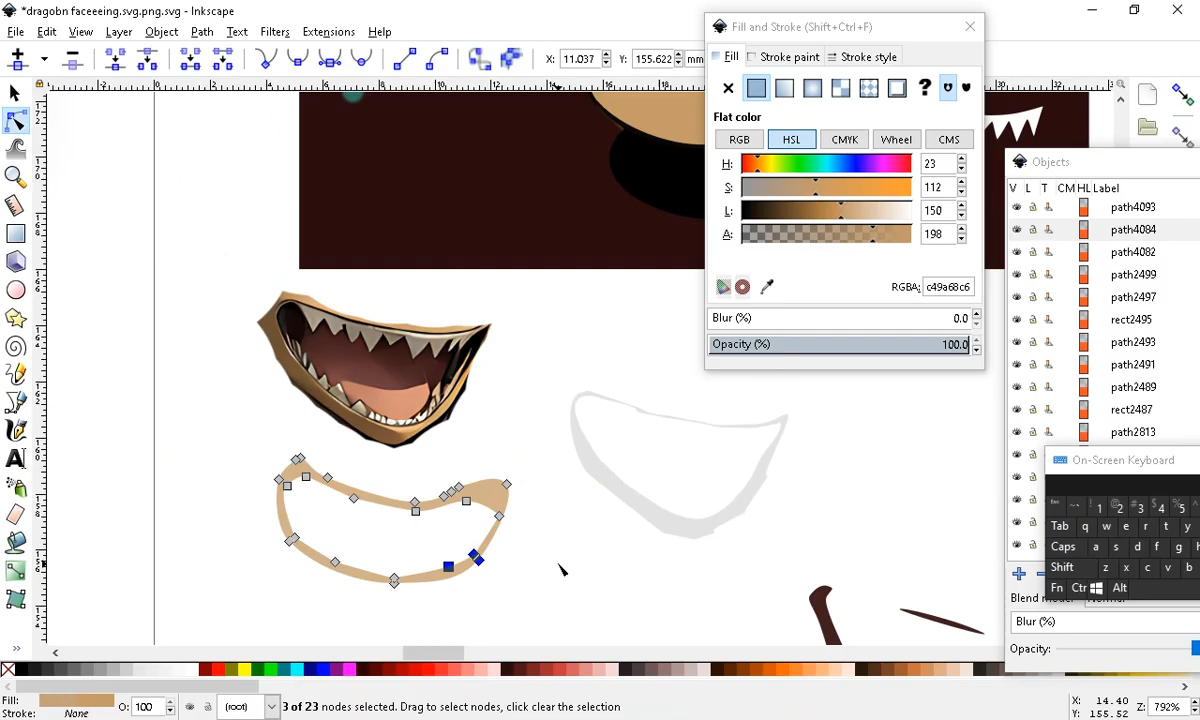 *dragobn faceeeing.svg.png.svg - Inkscape
File Edit View Layer Object Path Text Filters Extensions Help
X: 11.037 Y: 155.622 mm
Fill and Stroke (Shift+Ctrl+F)
Fill Stroke paint Stroke style
Flat color
RGB HSL CMYK Wheel CMS
H: 23
S: 112
L: 150
A: 198
RGBA: c49a68c6
Blur (%) 0.0
Opacity (%) 100.0
Objects
V L T CM HL Label
path4093
path4084
path4082
path2499
path2497
rect2495
path2493
path2491
path2489
rect2487
path2813
On-Screen Keyboard
Tab q w e r t y
Caps a s d f g h
Shift z x c v b
Fn Ctr Alt
Blur (%)
Opacity:
Fill:
Stroke: None
O: 100
(root)
3 of 23 nodes selected. Drag to select nodes, click clear the selection
X: 14.40
Y: 155.52
Z: 792%